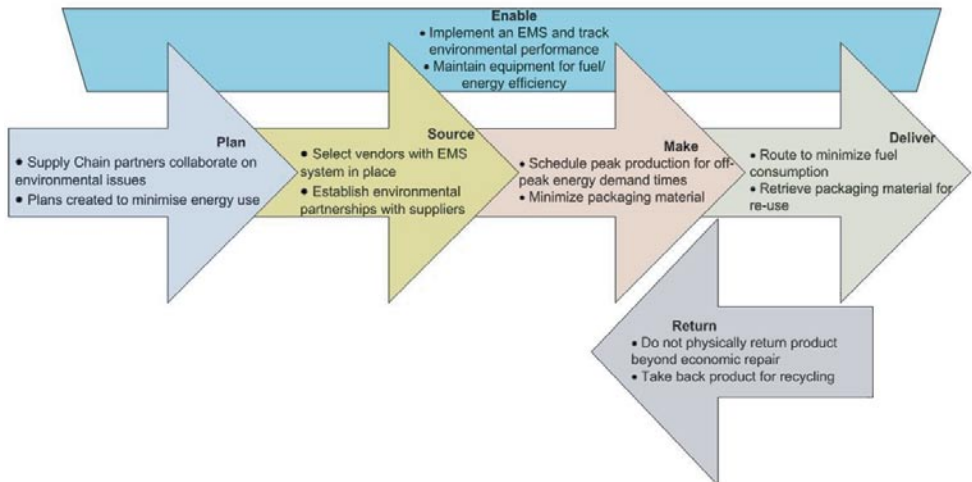 Enable
• Implement an EMS and track
environmental performance
• Maintain equipment for fuel/
energy efficiency
Plan
• Supply Chain partners collaborate on
environmental issues
• Plans created to minimise energy use
Source
• Select vendors with EMS
system in place
• Establish environmental
partnerships with suppliers
Make
• Schedule peak production for off-
peak energy demand times
• Minimize packaging material
Deliver
• Route to minimize fuel
consumption
• Retrieve packaging material for
re-use
Return
• Do not physically return product
beyond economic repair
• Take back product for recycling